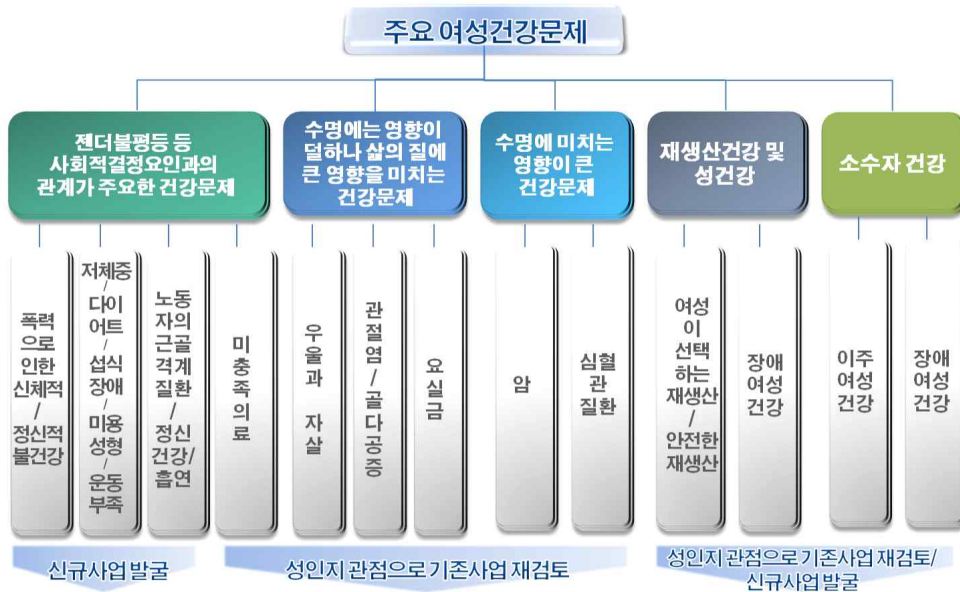 주요 여성건강문제
젠더불평등 등
사회적결정요인과의
관계가 주요한 건강문제
수명에는 영향이
덜하나 삶의 질에
큰 영향을 미치는
건강문제
수명에 미치는
영향이 큰
건강문제
재생산건강 및
성건강
소수자 건강
폭력
으로
인한
신체적
/
정신적
불건강
저체중
/
다이
어트
/
섭식
장애
/
미용
성형
/
운동
부족
노동
자의
근골
격계
질환
/
정신
건강/
흡연
미
충
족
의
료
우
울
과
자
살
관
절
염
/
골
다
공
증
요
실
금
암
심혈
관
질환
여성
이
선택
하는
재생산
/
안전한
재생산
장애
여성
건강
이주
여성
건강
장애
여성
건강
신규사업 발굴
성인지 관점으로 기존사업 재검토
성인지 관점으로 기존사업 재검토/
신규사업 발굴